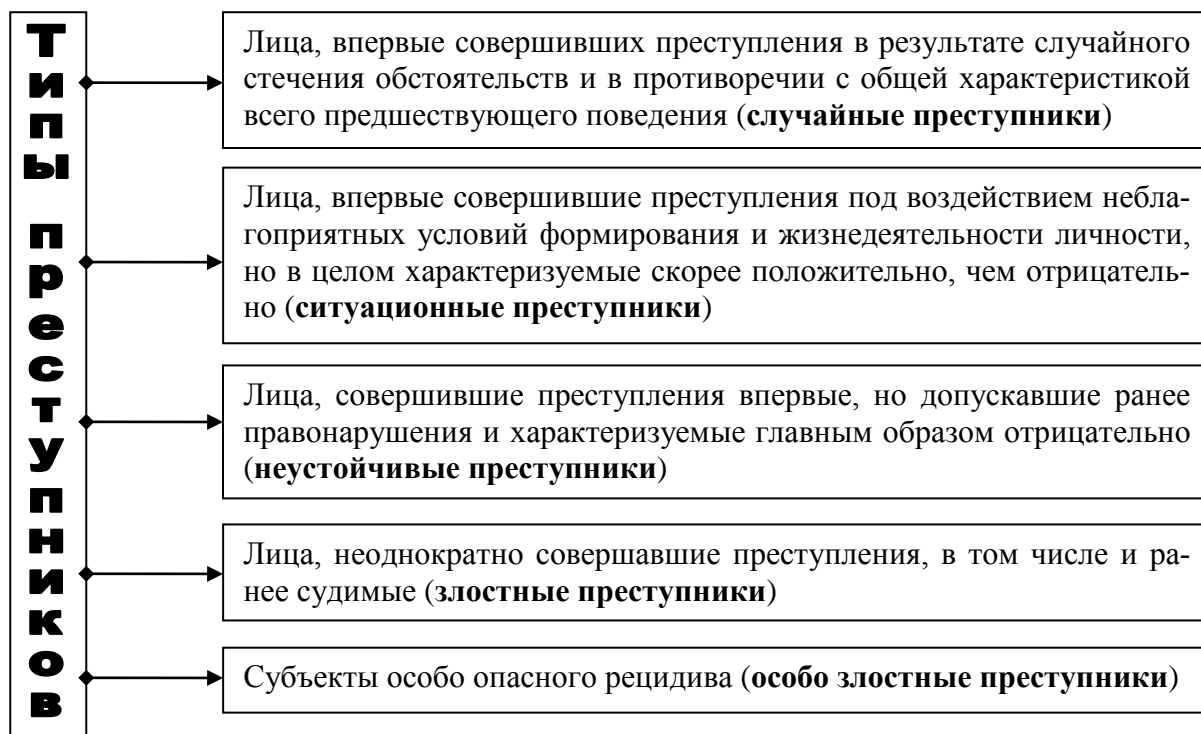 Типы преступников
Лица, впервые совершивших преступления в результате случайного
стечения обстоятельств и в противоречии с общей характеристикой
всего предшествующего поведения (случайные преступники)
Лица, впервые совершившие преступления под воздействием небла-
гоприятных условий формирования и жизнедеятельности личности,
но в целом характеризуемые скорее положительно, чем отрицатель-
но (ситуационные преступники)
Лица, совершившие преступления впервые, но допускавшие ранее
правонарушения и характеризуемые главным образом отрицательно
(неустойчивые преступники)
Лица, неоднократно совершавшие преступления, в том числе и ра-
нее судимые (злостные преступники)
Субъекты особо опасного рецидива (особо злостные преступники)